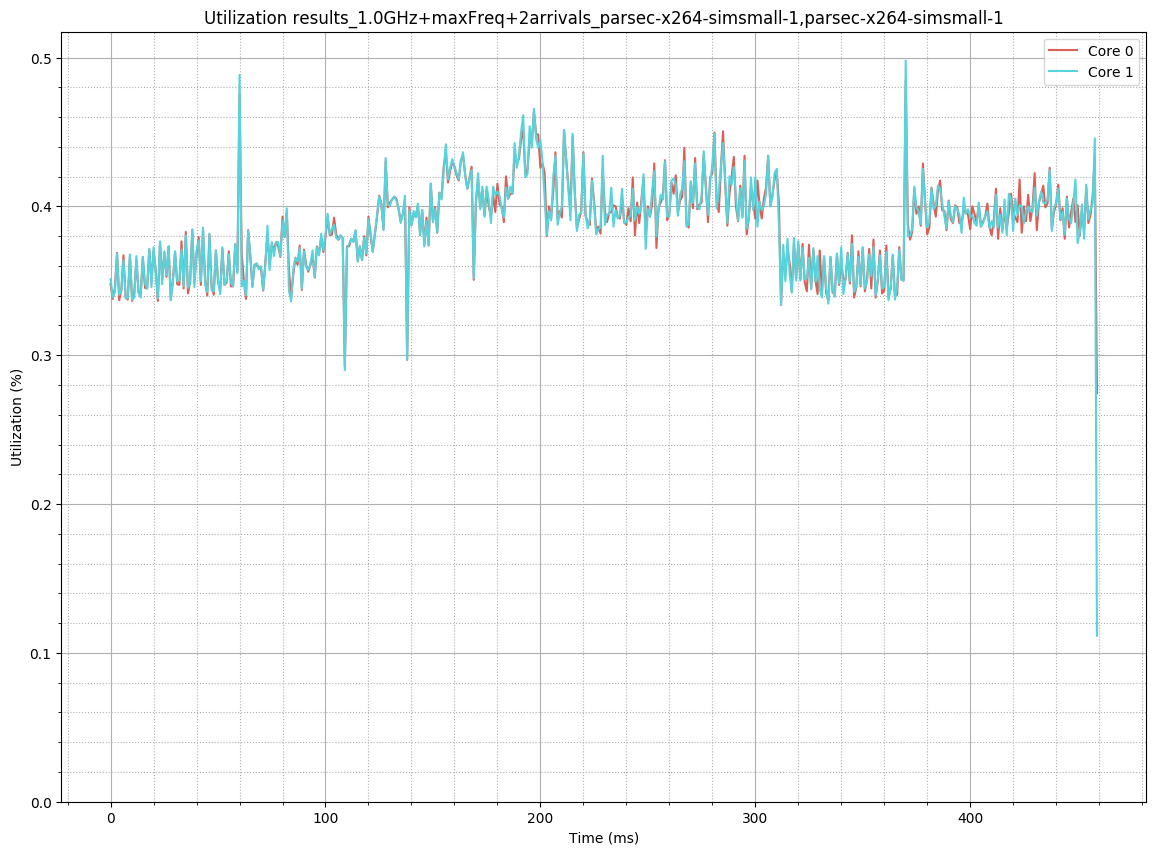 Utilization results_1.0GHz+maxFreq+2arrivals_parsec-x264-simsmall-1,parsec-x264-simsmall-1
Core 0
Core 1
Utilization (%)
0.5
0.4
0.3
0.2
0.1
0.0
0 100 200 300 400
Time (ms)